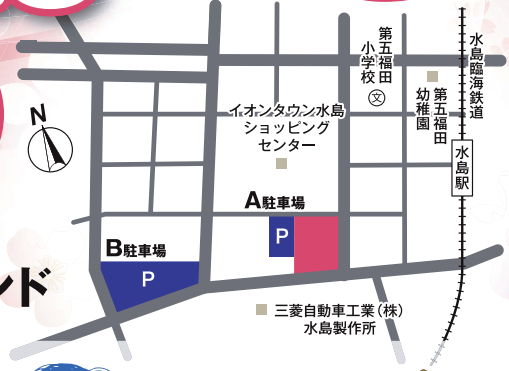 水島臨海鉄道
第五福田
小学校
文
第五福田
幼稚園
N
イオンタウン水島
ショッピング
センター
水島駅
A駐車場
P
B駐車場
P
ンド
三菱自動車工業(株)
水島製作所